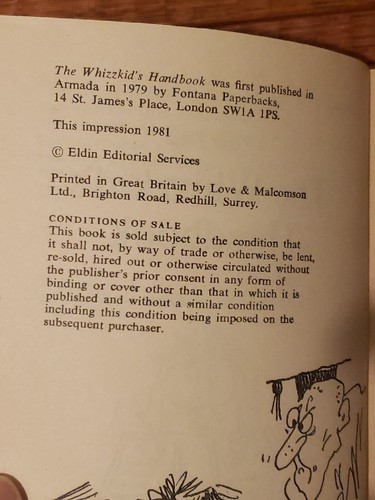 The Whizzkid's Handbook was first published in
Armada in 1979 by Fontana Paperbacks,
14 St. James's Place, London SW1A 1PS.
This impression 1981
© Eldin Editorial Services
Printed in Great Britain by Love & Malcomson
Ltd., Brighton Road, Redhill, Surrey.
CONDITIONS OF SALE
This book is sold subject to the condition that
it shall not, by way of trade or otherwise, be lent,
re-sold, hired out or otherwise circulated without
the publisher's prior consent in any form of
binding or cover other than that in which it is
published and without a similar condition
including this condition being imposed on the
subsequent purchaser.